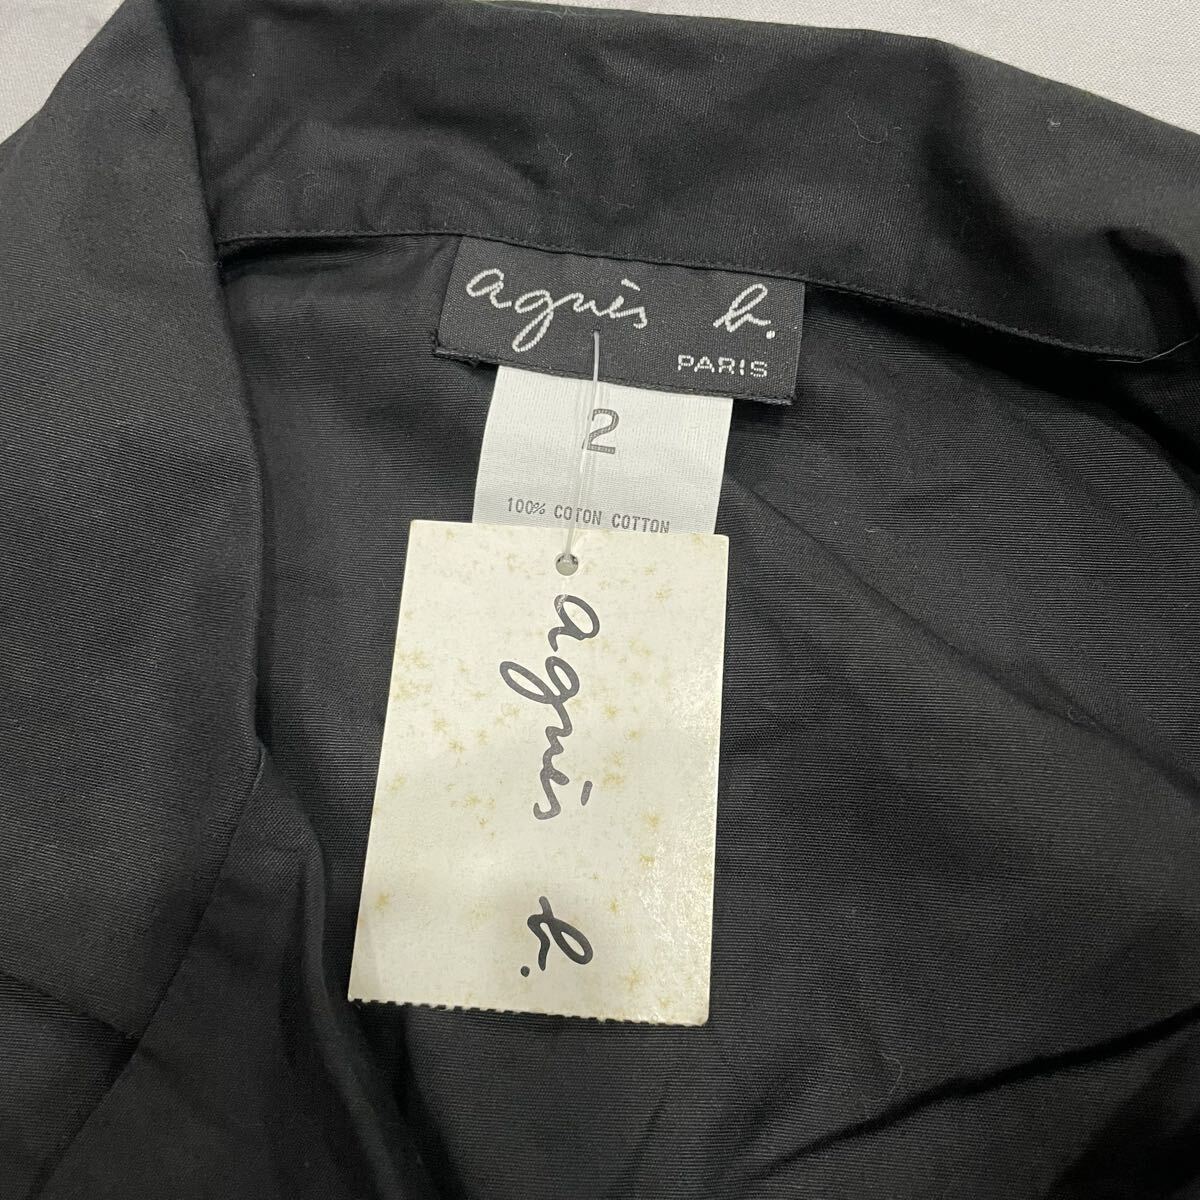 agnès b.
PARIS
2
100% COTON COTTON
agnès b.